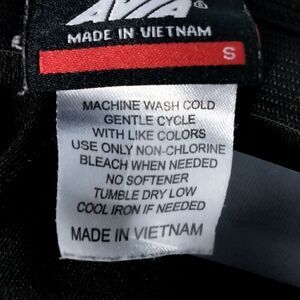 AVIA®
MADE IN VIETNAM
S
MACHINE WASH COLD
GENTLE CYCLE
WITH LIKE COLORS
USE ONLY NON-CHLORINE
BLEACH WHEN NEEDED
NO SOFTENER
TUMBLE DRY LOW
COOL IRON IF NEEDED
MADE IN VIETNAM